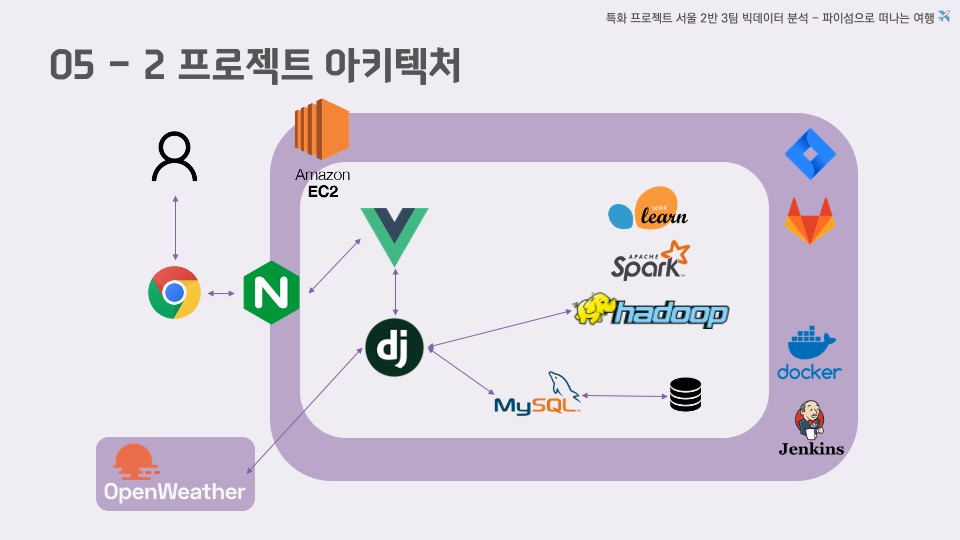 특화 프로젝트 서울 2반 3팀 빅데이터 분석 - 파이썬으로 떠나는 여행
05 - 2 프로젝트 아키텍처
Amazon
EC2
learn
APACHE
Spark
hadoop
N
dj
docker
MySQL
Jenkins
OpenWeather